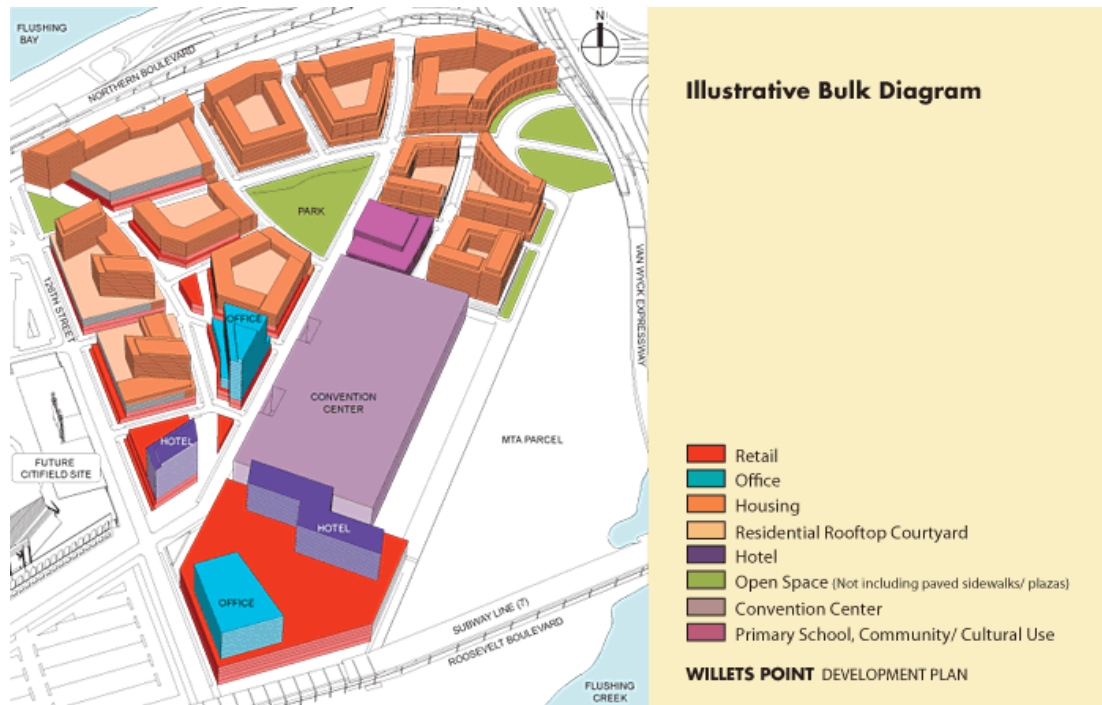 FLUSHING
BAY
NORTHERN BOULEVARD
N
PARK
126TH STREET
OFFICE
VAN WYCK EXPRESSWAY
CONVENTION
CENTER
HOTEL
MTA PARCEL
FUTURE
CITIFIELD SITE
HOTEL
OFFICE
SUBWAY LINE (7)
ROOSEVELT BOULEVARD
FLUSHING
CREEK
Illustrative Bulk Diagram
Retail
Office
Housing
Residential Rooftop Courtyard
Hotel
Open Space (Not including paved sidewalks/ plazas)
Convention Center
Primary School, Community/ Cultural Use
WILLETS POINT DEVELOPMENT PLAN